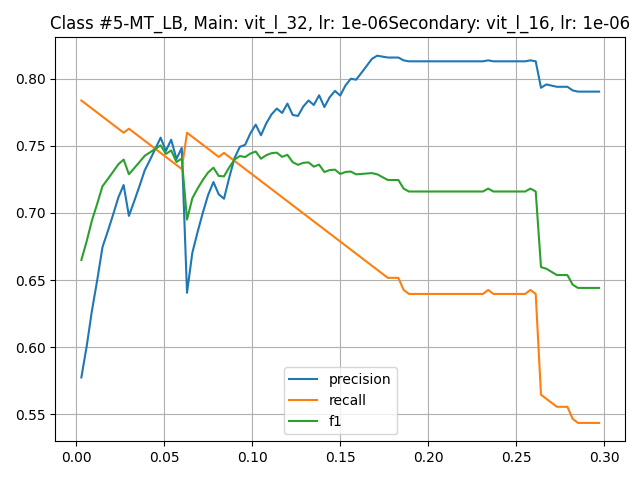 Class #5-MT_LB, Main: vit_l_32, lr: 1e-06Secondary: vit_l_16, lr: 1e-06
0.80
0.75
0.70
0.65
0.60
0.55
precision
recall
f1
0.00 0.05 0.10 0.15 0.20 0.25 0.30